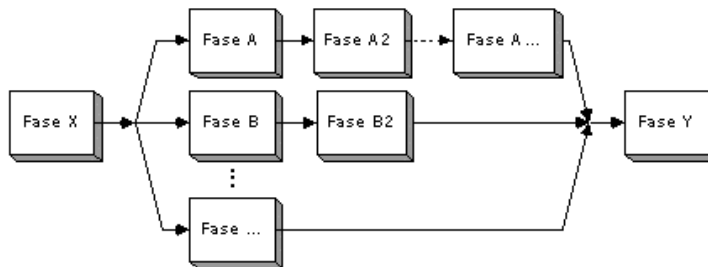 Fase A
Fase A2
Fase A ...
Fase X
Fase B
Fase B2
Fase Y
Fase ...